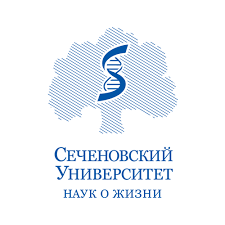 Сеченовский
Университет
наук о жизни